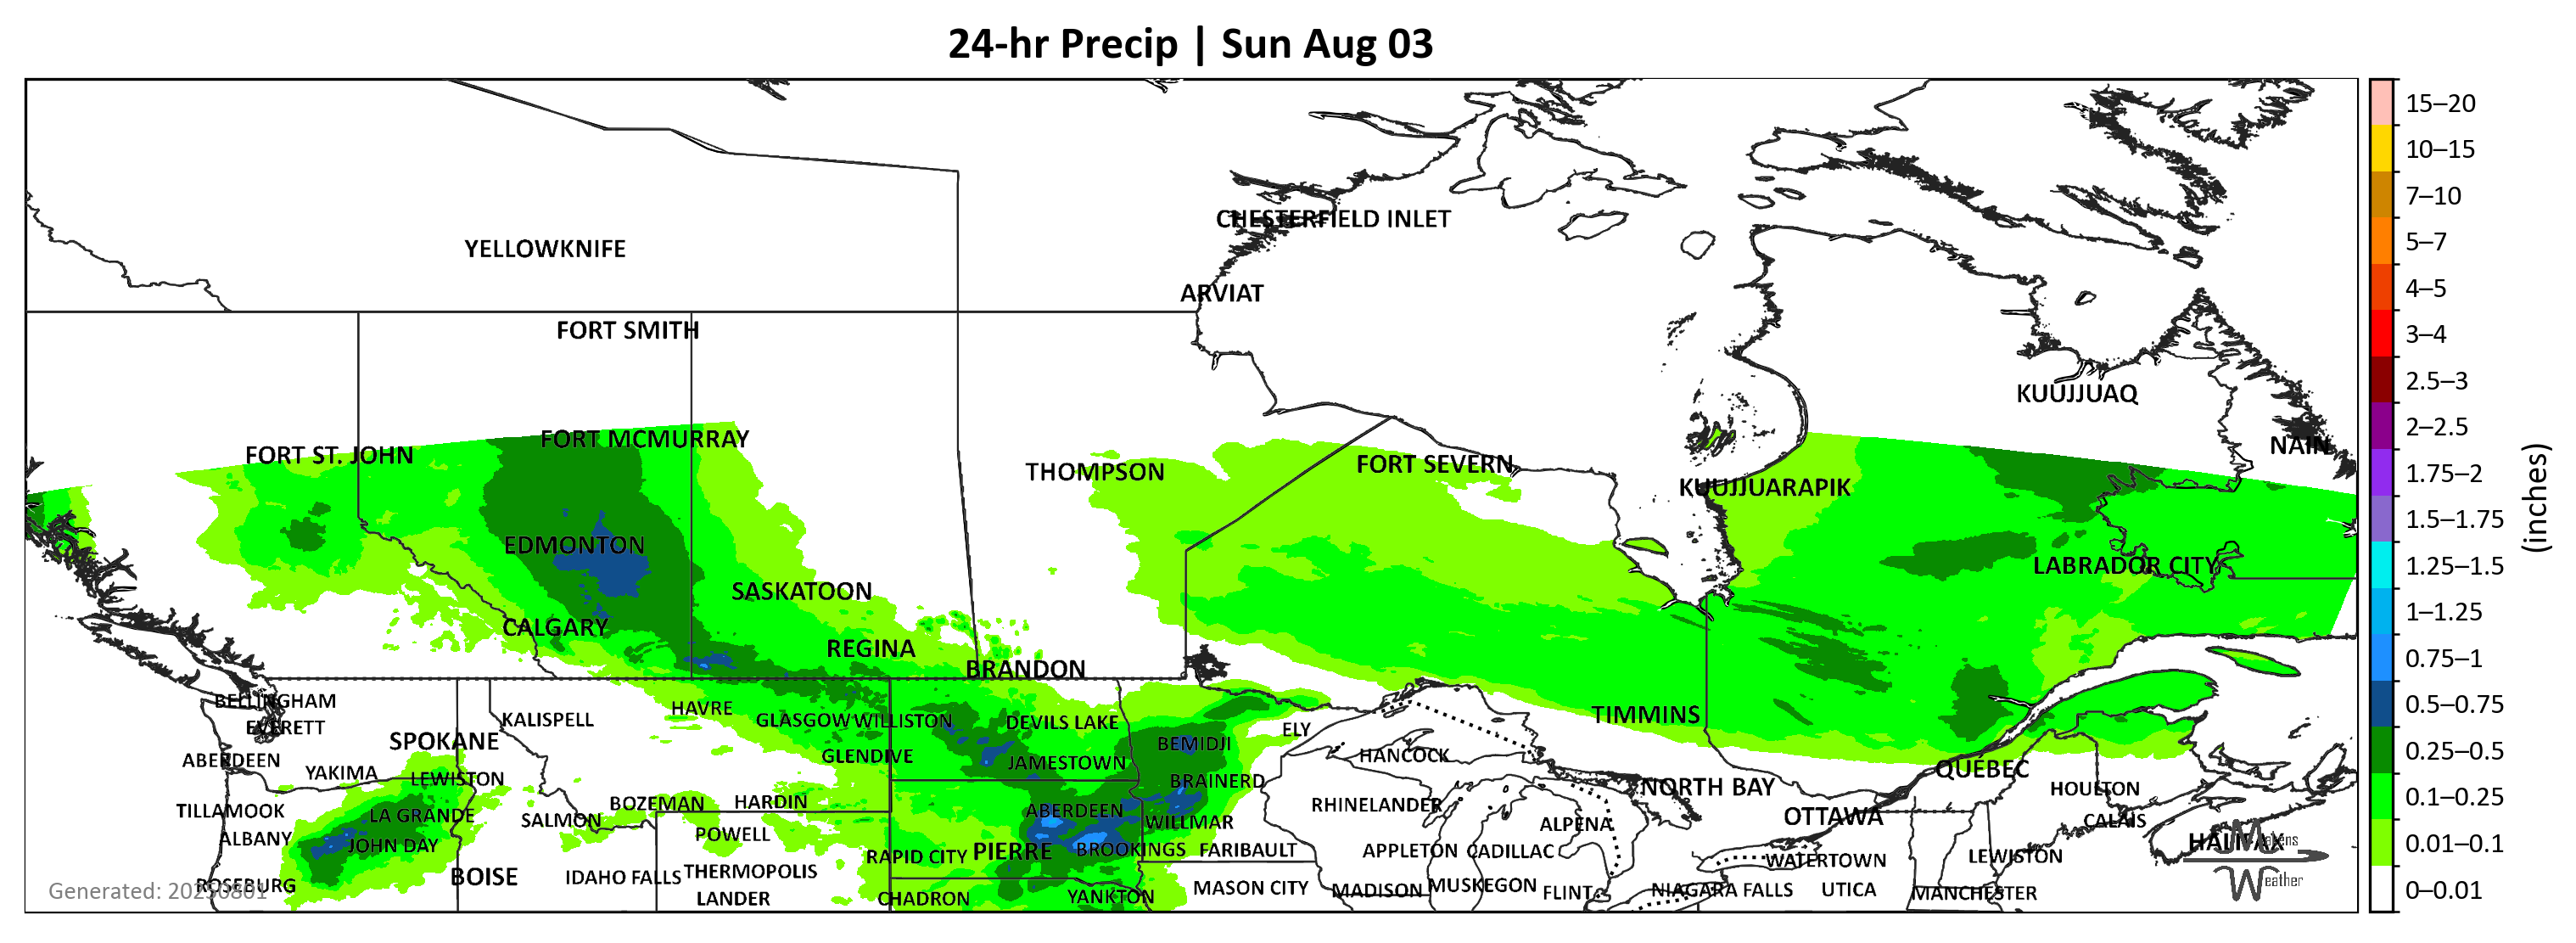 24-hr Precip | Sun Aug 03
15–20
10–15
7–10
5–7
4–5
3–4
2.5–3
2–2.5
1.75–2
1.5–1.75
1.25–1.5
1–1.25
0.75–1
0.5–0.75
0.25–0.5
0.1–0.25
0.01–0.1
0–0.01
(inches)
CHESTERFIELD INLET
YELLOWKNIFE
ARVIAT
FORT SMITH
KUUJJUAQ
FORT MCMURRAY
NAIN
FORT ST. JOHN
THOMPSON
FORT SEVERN
KUUJJUARAPIK
EDMONTON
LABRADOR CITY
SASKATOON
CALGARY
REGINA
BRANDON
BELLINGHAM
HAVRE
KALISPELL
GLASGOW
WILLISTON
DEVILS LAKE
TIMMINS
EVERETT
ELY
SPOKANE
BEMIDJI
ABERDEEN
GLENDIVE
JAMESTOWN
HANCOCK
QUÉBEC
YAKIMA
LEWISTON
BRAINERD
NORTH BAY
HOULTON
TILLAMOOK
BOZEMAN
HARDIN
RHINELANDER
LA GRANDE
SALMON
ABERDEEN
WILLMAR
ALPENA
OTTAWA
CALAIS
ALBANY
POWELL
HALIFAX
Makens
Weather
JOHN DAY
RAPID CITY
PIERRE
BROOKINGS
FARIBAULT
APPLETON
CADILLAC
WATERTOWN
LEWISTON
BOISE
IDAHO FALLS
THERMOPOLIS
ROSEBURG
MASON CITY
MADISON
MUSKEGON
FLINT
NIAGARA FALLS
UTICA
MANCHESTER
LANDER
CHADRON
YANKTON
Generated: 20250801